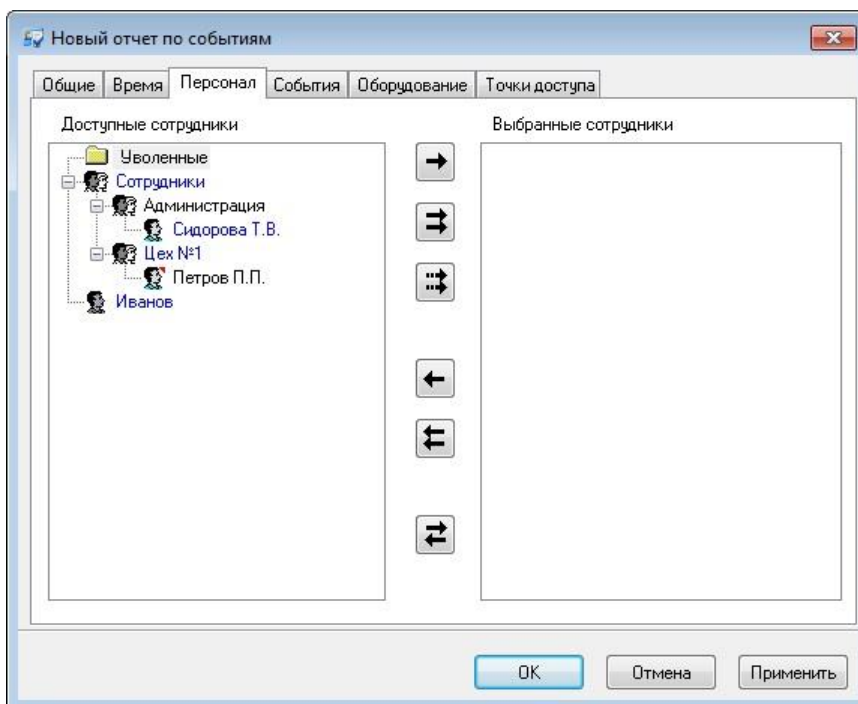 Новый отчет по событиям
Общие Время Персонал События Оборудование Точки доступа
Доступные сотрудники Выбранные сотрудники
Уволенные
Сотрудники
Администрация
Сидорова Т.В.
Цех №1
Петров П.П.
Иванов
ОК Отмена Применить